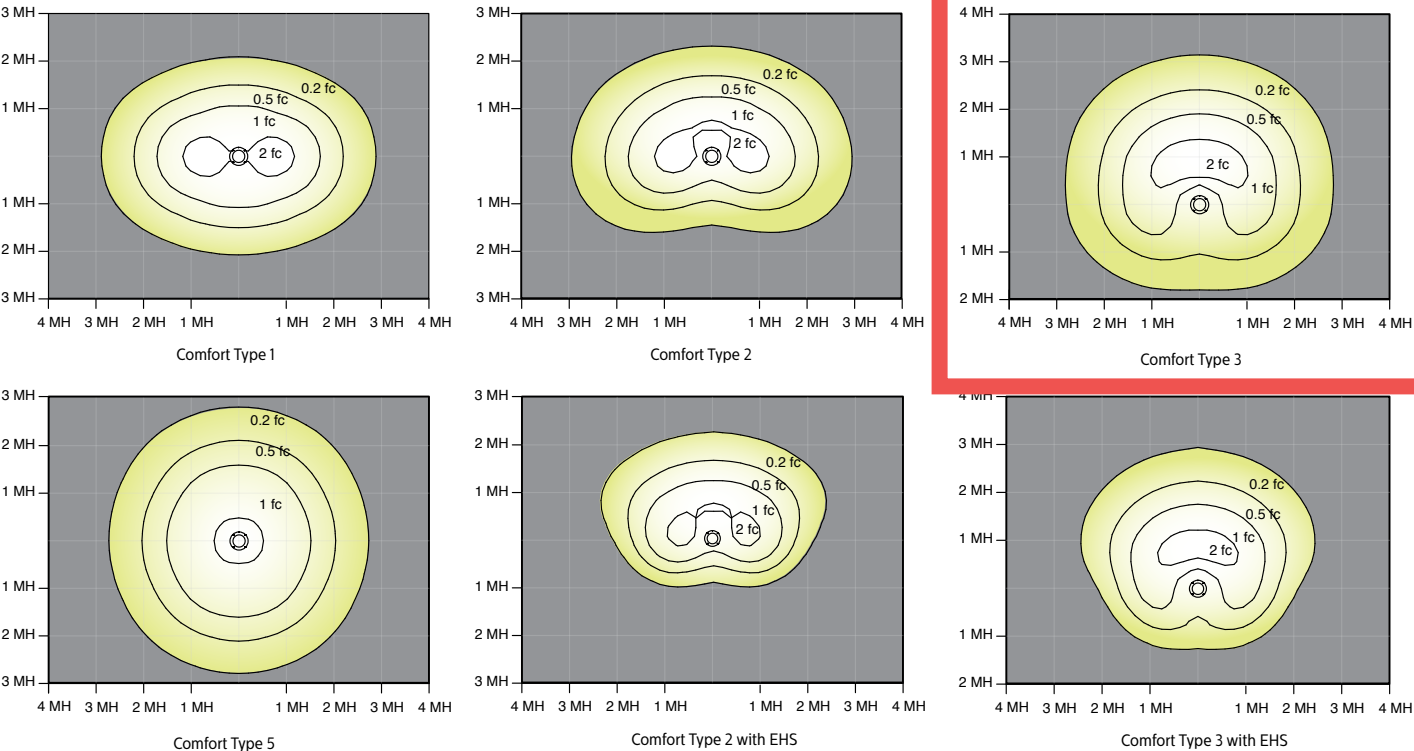 3 MH
2 MH
1 MH
1 MH
2 MH
3 MH
0.2 fc
0.5 fc
1 fc
2 fc
4 MH 3 MH 2 MH 1 MH 1 MH 2 MH 3 MH 4 MH
Comfort Type 1
3 MH
2 MH
1 MH
1 MH
2 MH
3 MH
0.2 fc
0.5 fc
1 fc
2 fc
4 MH 3 MH 2 MH 1 MH 1 MH 2 MH 3 MH 4 MH
Comfort Type 2
4 MH
3 MH
2 MH
1 MH
1 MH
2 MH
0.2 fc
0.5 fc
2 fc
1 fc
4 MH 3 MH 2 MH 1 MH 1 MH 2 MH 3 MH 4 MH
Comfort Type 3
3 MH
2 MH
1 MH
1 MH
2 MH
3 MH
0.2 fc
0.5 fc
1 fc
4 MH 3 MH 2 MH 1 MH 1 MH 2 MH 3 MH 4 MH
Comfort Type 5
3 MH
2 MH
1 MH
1 MH
2 MH
3 MH
0.2 fc
0.5 fc
1 fc
2 fc
4 MH 3 MH 2 MH 1 MH 1 MH 2 MH 3 MH 4 MH
Comfort Type 2 with EHS
4 MH
3 MH
2 MH
1 MH
1 MH
2 MH
0.2 fc
0.5 fc
1 fc
2 fc
4 MH 3 MH 2 MH 1 MH 1 MH 2 MH 3 MH 4 MH
Comfort Type 3 with EHS